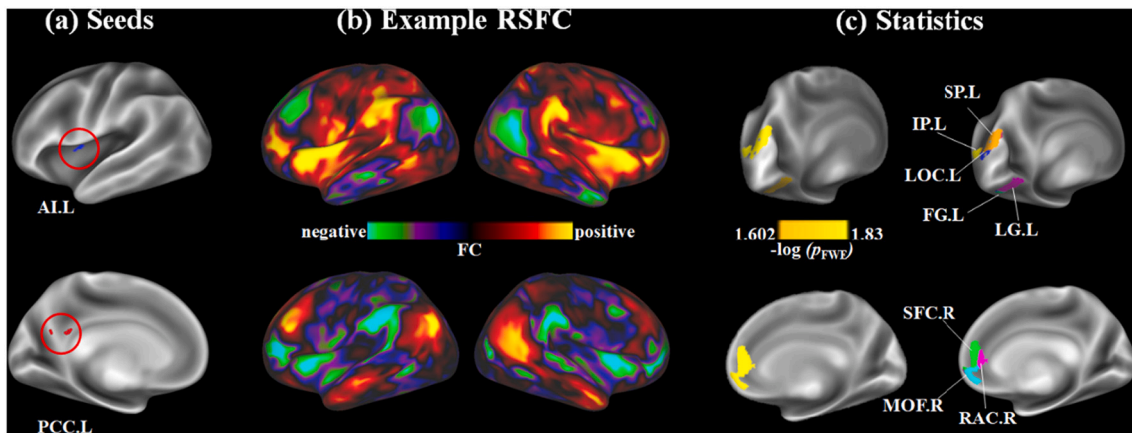 (a) Seeds
(b) Example RSFC
(c) Statistics
AI.L
negative
positive
FC
SP.L
IP.L
LOC.L
FG.L
LG.L
1.602
1.83
-log (pFWE)
PCC.L
SFC.R
MOF.R
RAC.R